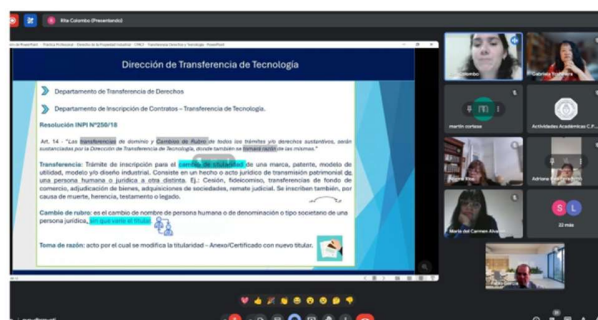 Rita Colombo (Presentando)
Dirección de Transferencia de Tecnología
Departamento de Transferencia de Derechos
Departamento de Inscripción de Contratos – Transferencia de Tecnología.
Resolución INPI N°250/18
Art. 14 - "Las transferencias de dominio y Cambios de Rubro de todos los trámites y/o derechos sustantivos, serán
sustanciadas por la Dirección de Transferencia de Tecnología, donde también se tomará razón de las mismas."
Transferencia: Trámite de inscripción para el cambio de titularidad de una marca, patente, modelo de
utilidad, modelo y/o diseño industrial. Consiste en un hecho o acto jurídico de transmisión patrimonial de
una persona humana o jurídica a otra distinta. Ej.: Cesión, fideicomiso, transferencias de fondo de
comercio, adjudicación de bienes, adquisiciones de sociedades, remate judicial. Se inscriben también, por
causa de muerte, herencia, testamento o legado.
Cambio de rubro: es el cambio de nombre de persona humana o de denominación o tipo societario de una
persona jurídica, sin que varíe el titular.
Toma de razón: acto por el cual se modifica la titularidad – Anexo/Certificado con nuevo titular.
martin cortese
Actividades Académicas C.P...
Maria del Carmen Alvarez
S L
22 más